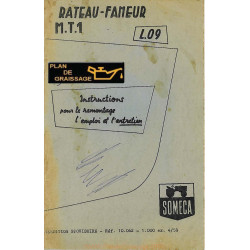 RATEAU-FANEUR
M.T.1
L.09
PLAN
DE
GRAISSAGE
Instructions
pour le remontage
l'emploi et l'entretien
SOMECA